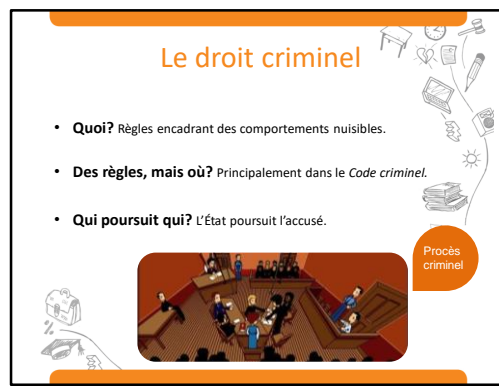 Le droit criminel
• Quoi? Règles encadrant des comportements nuisibles.
• Des règles, mais où? Principalement dans le Code criminel.
• Qui poursuit qui? L'État poursuit l'accusé.
Procès
criminel
%